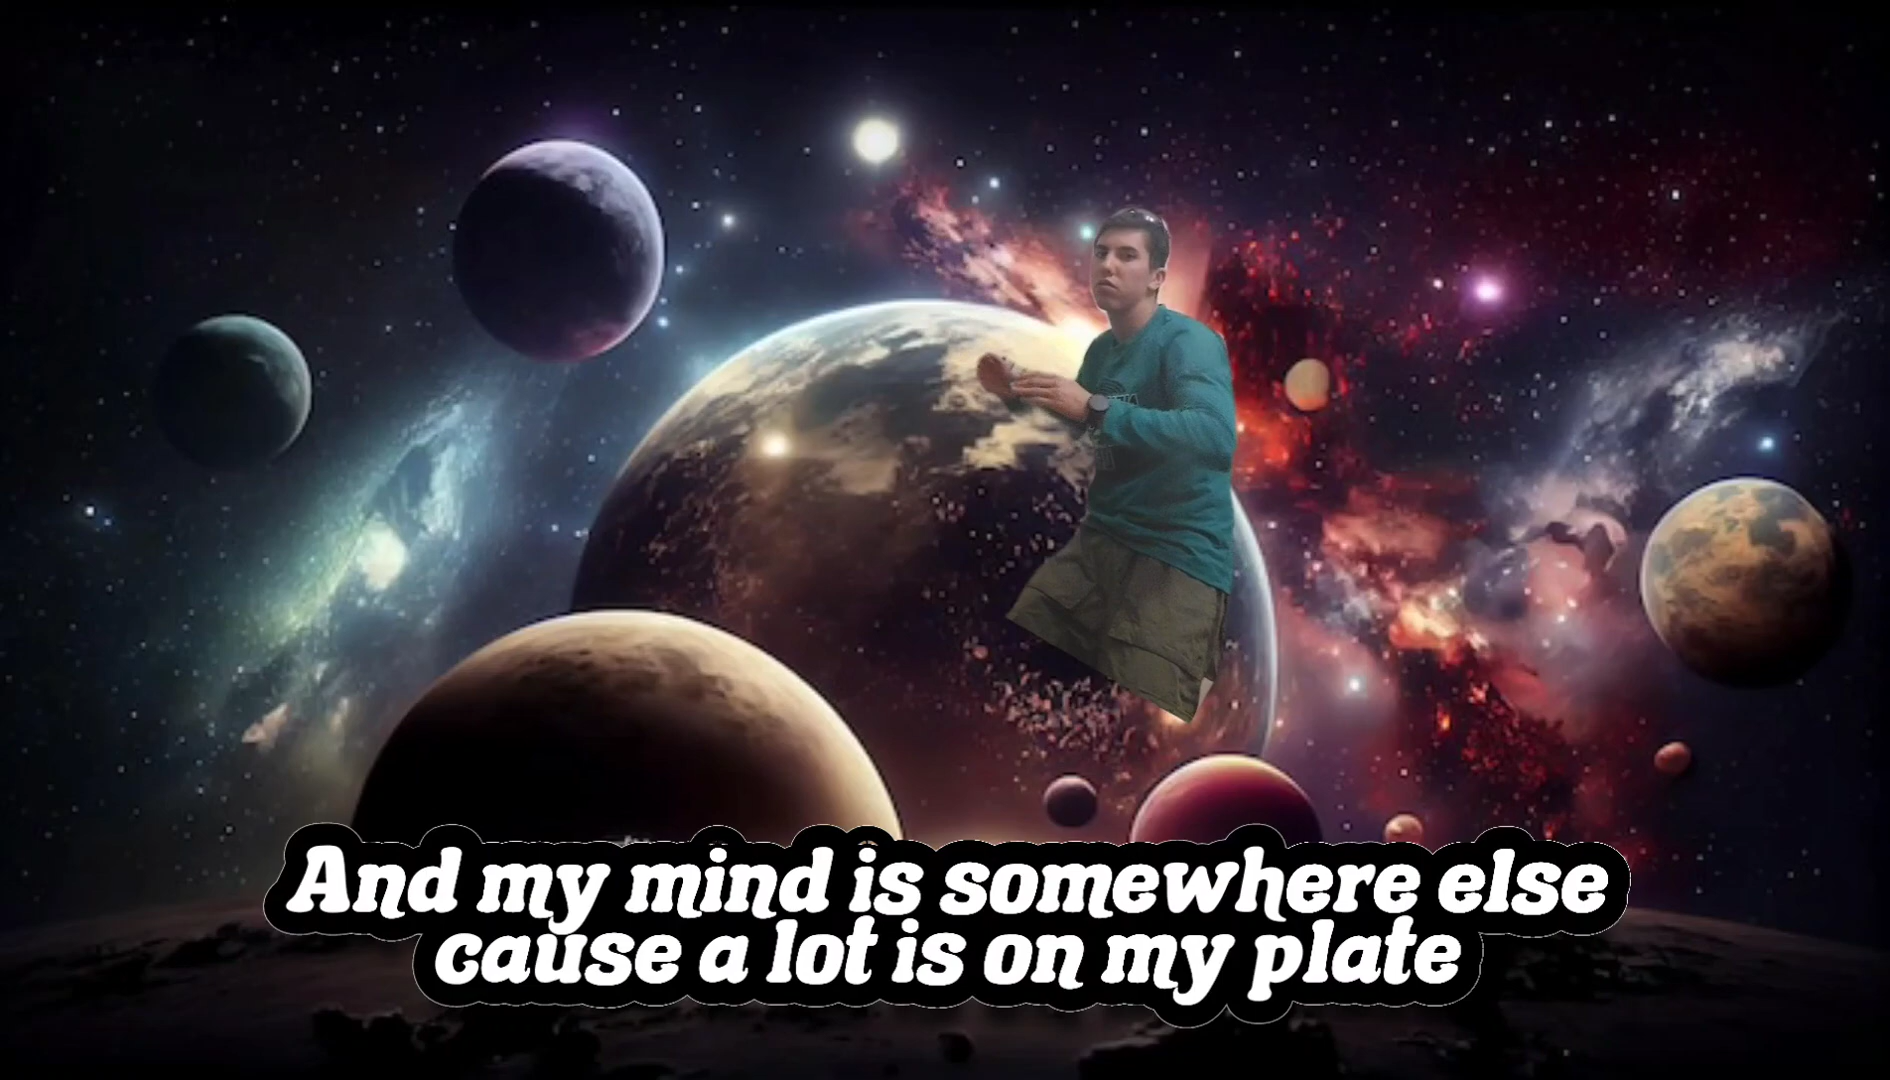 And my mind is somewhere else
cause a lot is on my plate